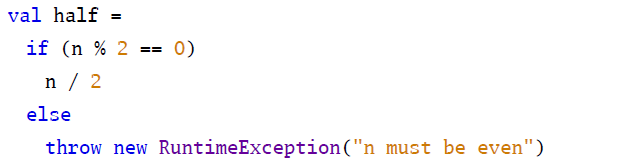 val half =
  if (n % 2 == 0)
    n / 2
  else
    throw new RuntimeException("n must be even")